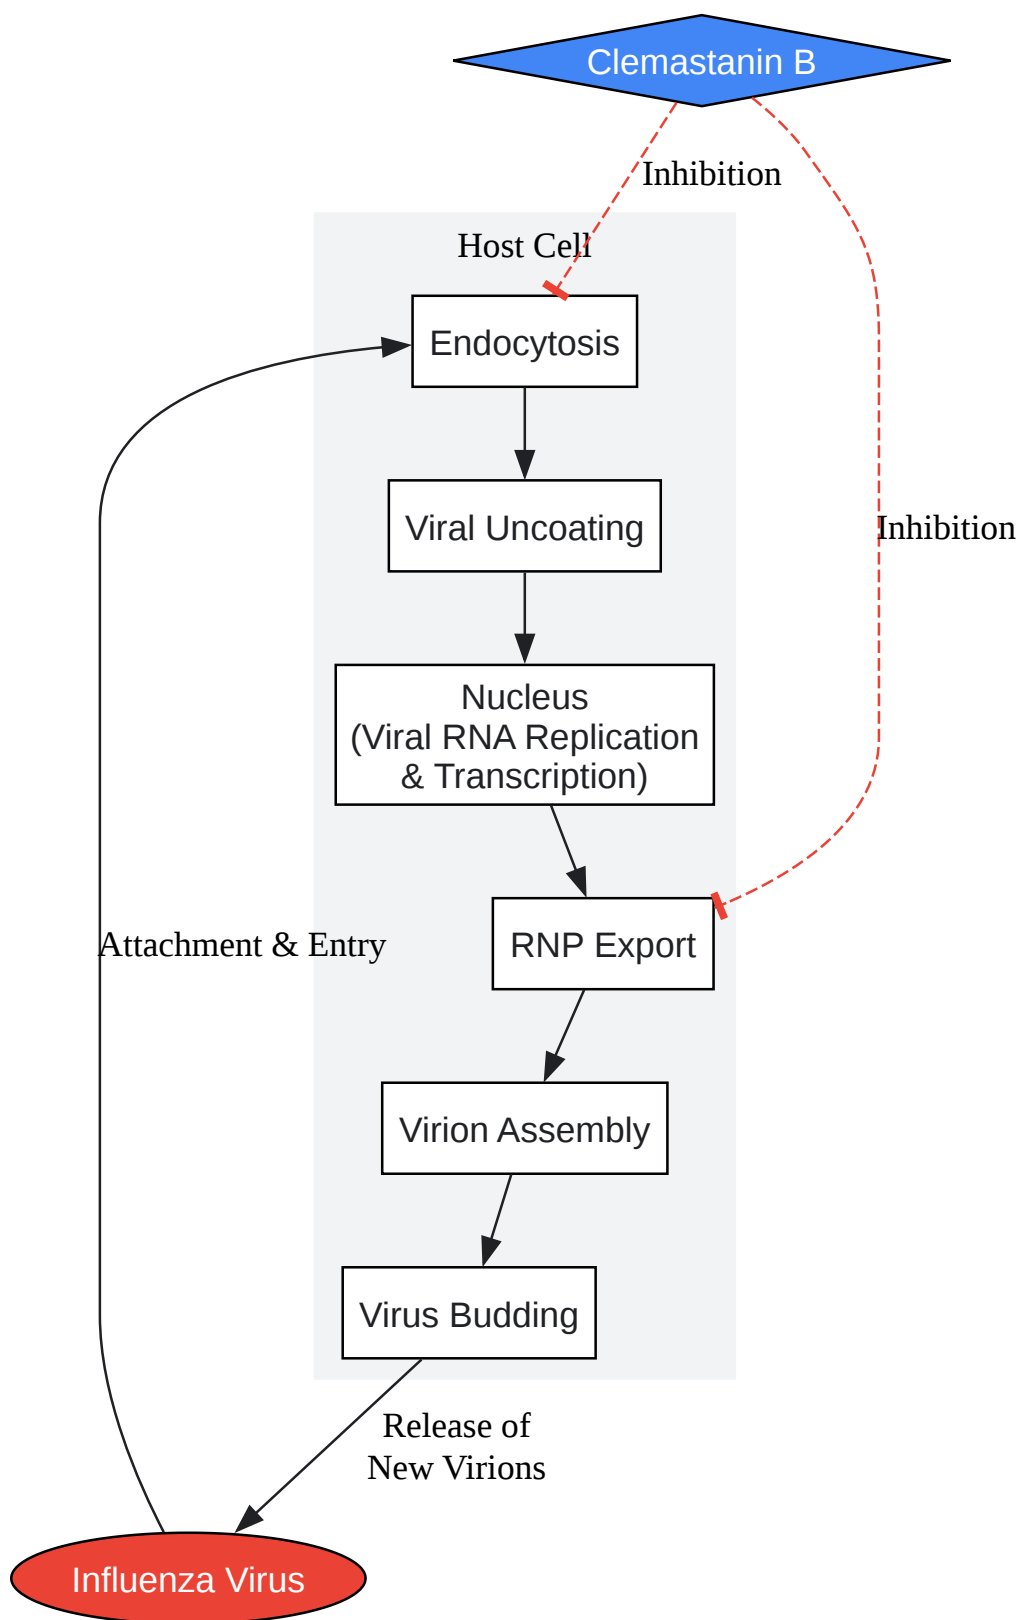 Clemastanin B
Inhibition
Host Cell
Endocytosis
Viral Uncoating
Inhibition
Nucleus
(Viral RNA Replication
& Transcription)
RNP Export
Attachment & Entry
Virion Assembly
Virus Budding
Release of
New Virions
Influenza Virus